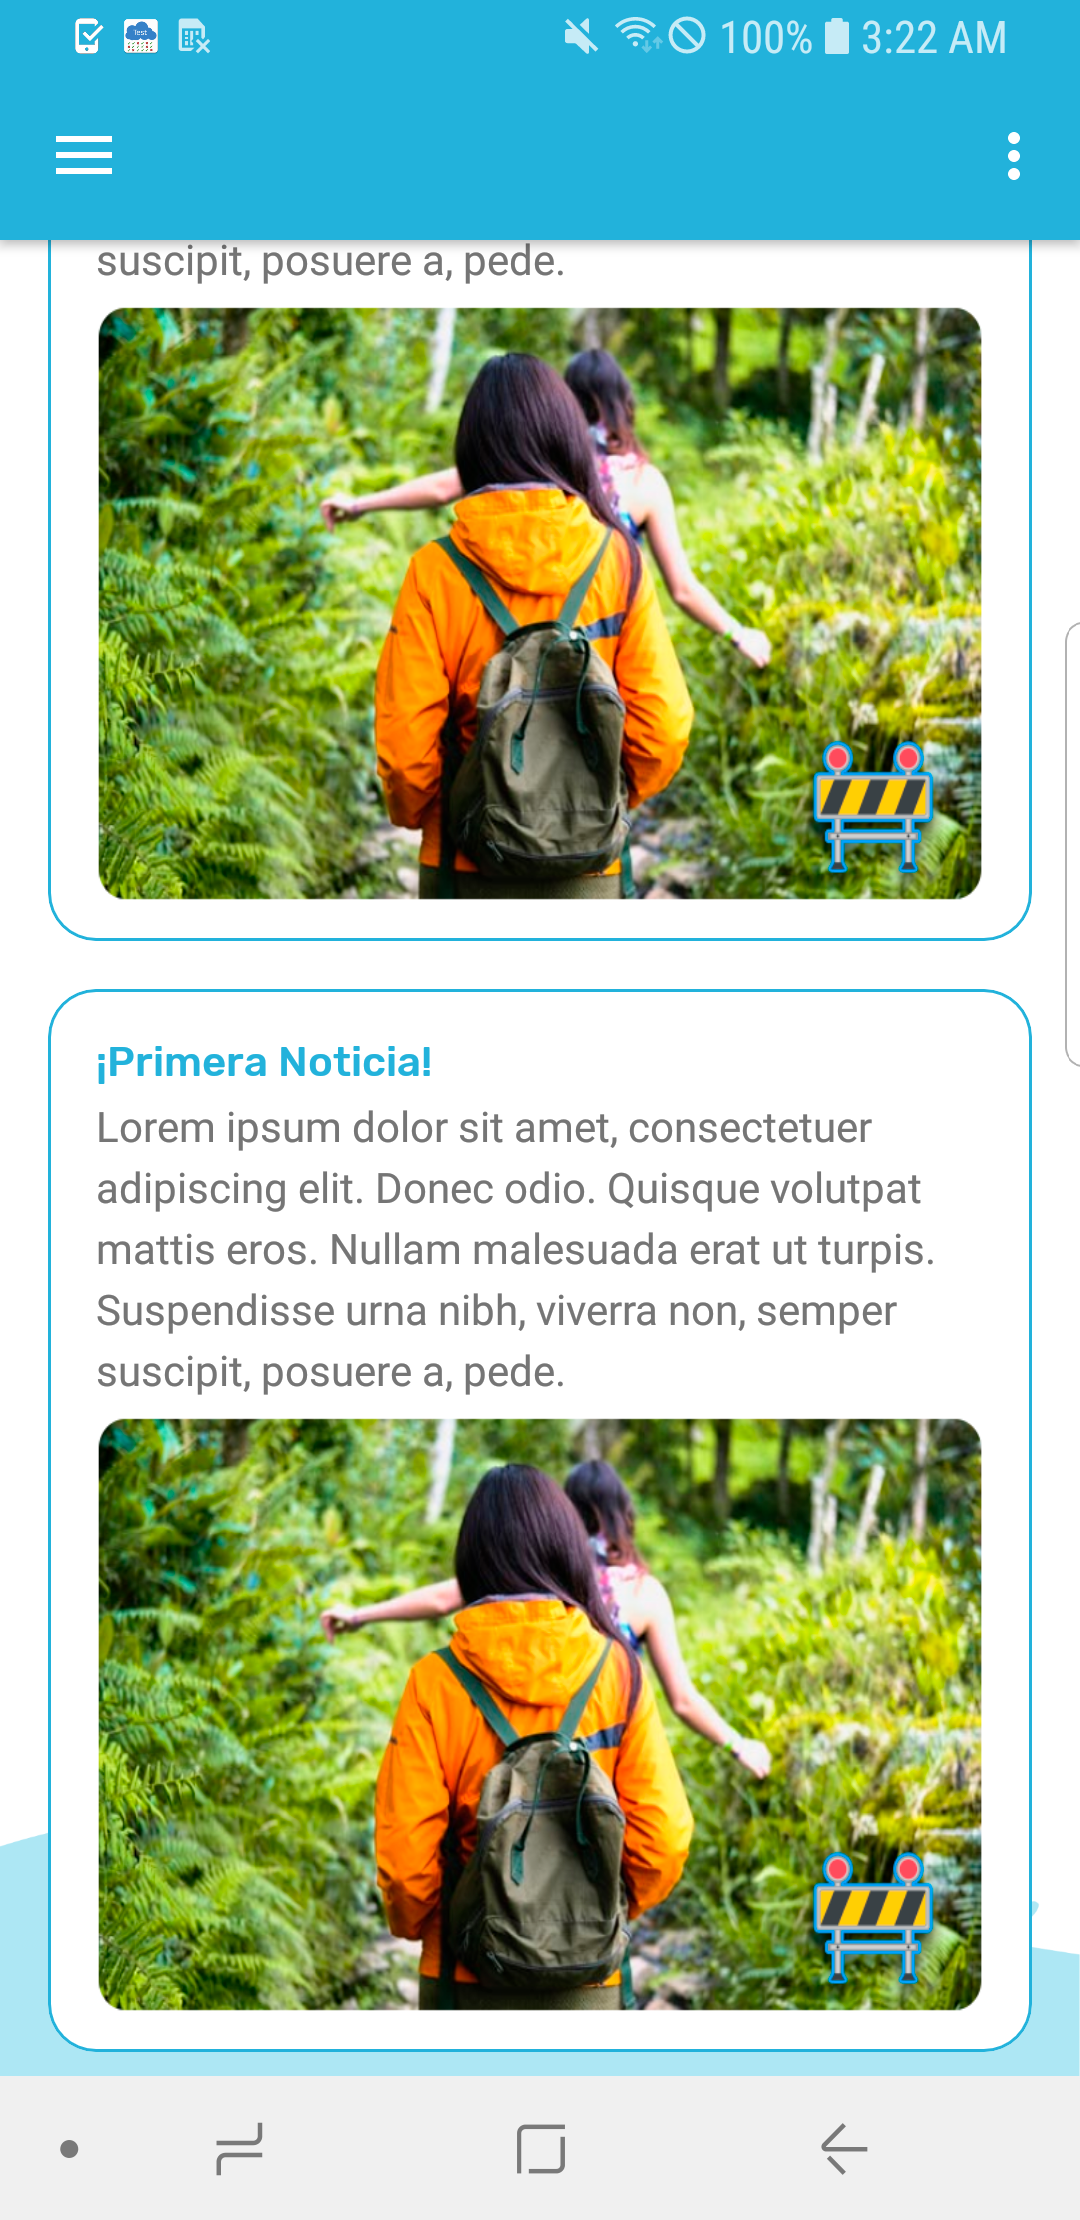 Test
100%
3:22 AM
suscipit, posuere a, pede.
¡Primera Noticia!
Lorem ipsum dolor sit amet, consectetuer
adipiscing elit. Donec odio. Quisque volutpat
mattis eros. Nullam malesuada erat ut turpis.
Suspendisse urna nibh, viverra non, semper
suscipit, posuere a, pede.